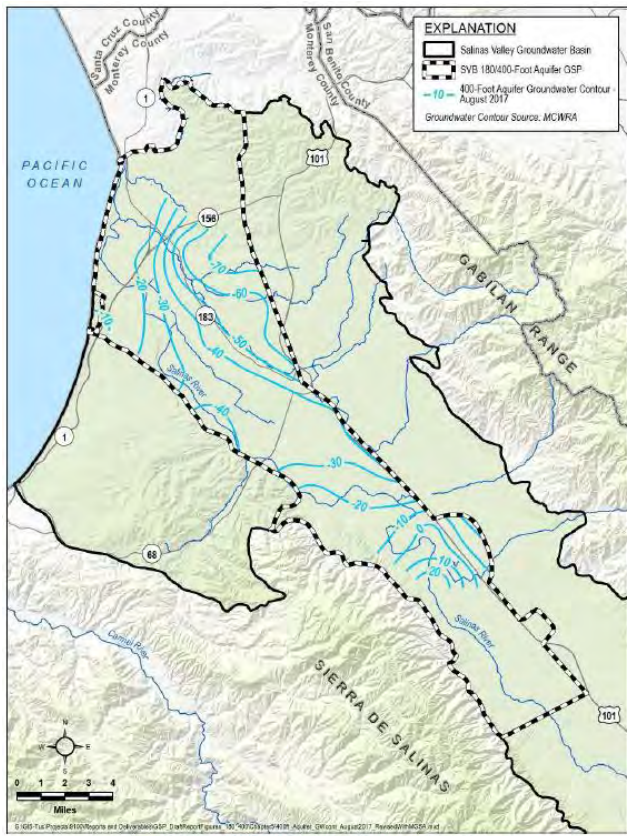 EXPLANATION
Salinas Valley Groundwater Basin
SVB 180/400-Foot Aquifer GSP
-10 400-Foot Aquifer Groundwater Contour -
August 2017
Groundwater Contour Source: MCWRA
Santa Cruz County
Monterey County
San Benito County
Monterey County
1
101
PACIFIC
OCEAN
156
GABILAN RANGE
-70
-60
-20
-30
183
-50
-10
-40
Salinas River
-40
1
-30
-20
-10
0
10
20
68
Salinas River
Carmel River
SIERRA DE SALINAS
101
N
W E
S
0 1 2 3 4
Miles